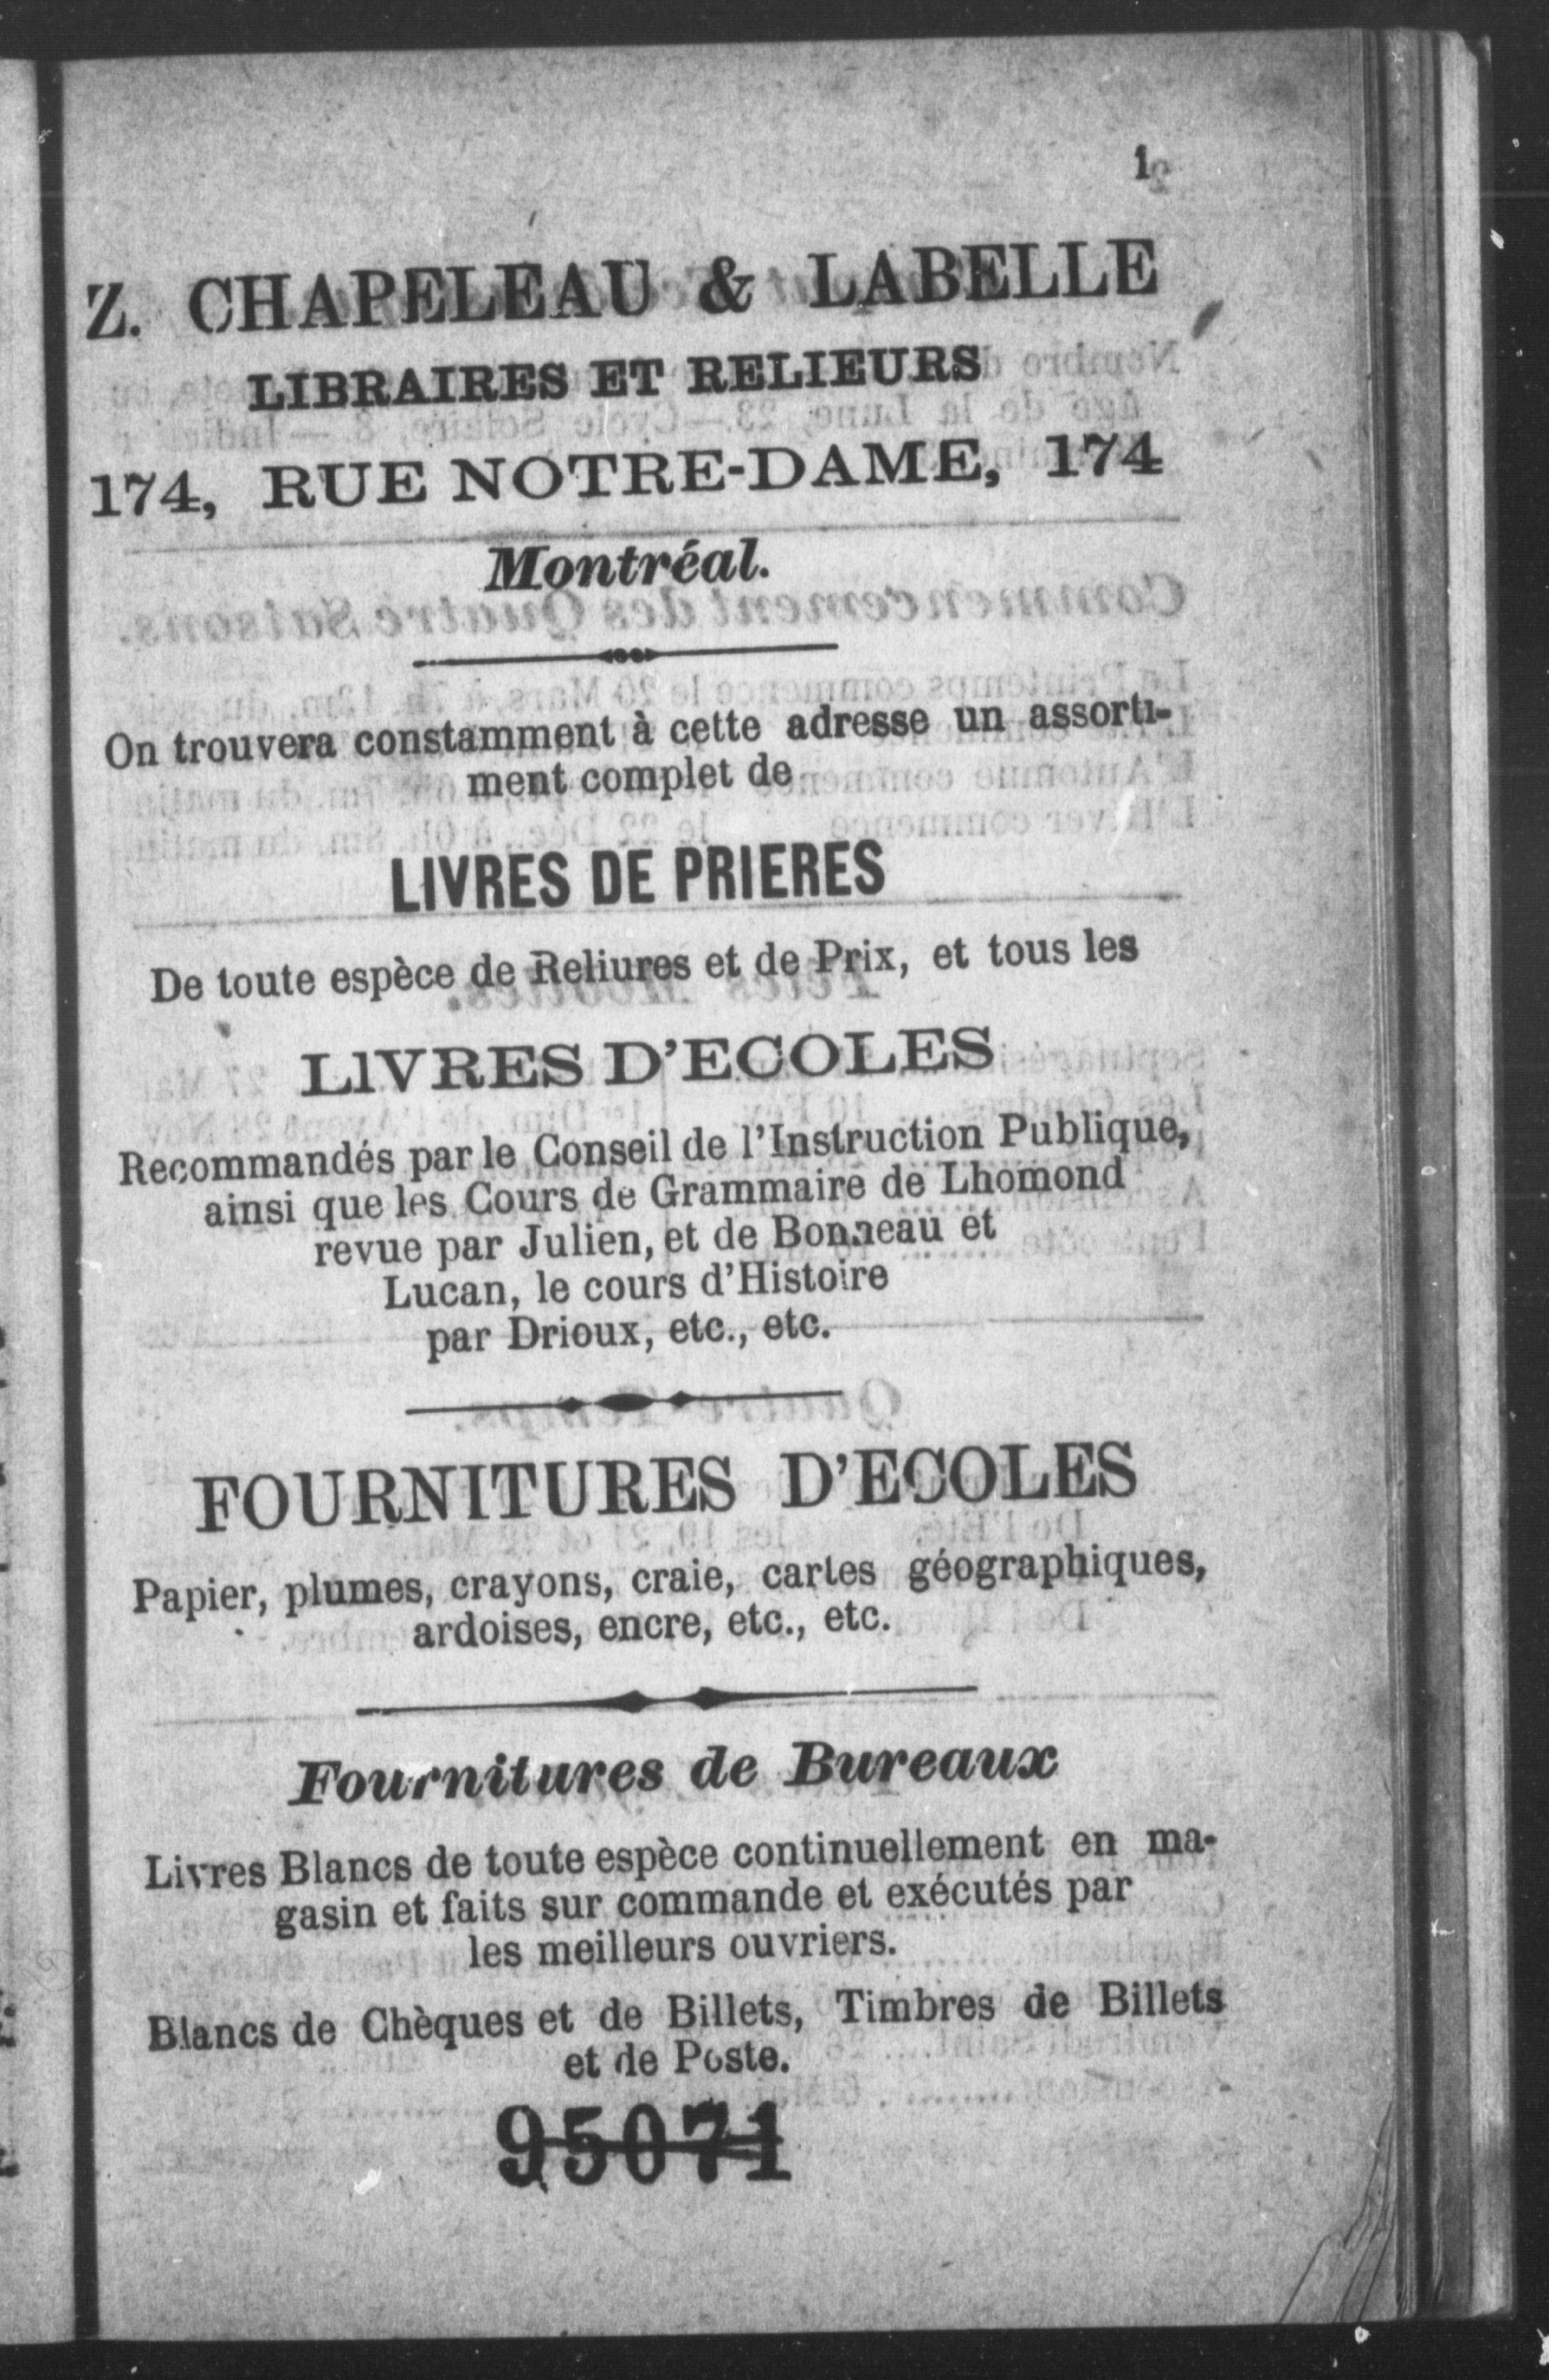 1
Z. CHAPELEAU & LABELLE
LIBRAIRES ET RELIEURS
174, RUE NOTRE-DAME, 174
Montréal.
On trouvera constamment à cette adresse un assorti-
ment complet de
LIVRES DE PRIERES
De toute espèce de Reliures et de Prix, et tous les
LIVRES D'ECOLES
Recommandés par le Conseil de l'Instruction Publique,
ainsi que les Cours de Grammaire de Lhomond
revue par Julien, et de Bonneau et
Lucan, le cours d'Histoire
par Drioux, etc., etc.
FOURNITURES D'ECOLES
Papier, plumes, crayons, craie, cartes géographiques,
ardoises, encre, etc., etc.
Fournitures de Bureaux
Livres Blancs de toute espèce continuellement en ma-
gasin et faits sur commande et exécutés par
les meilleurs ouvriers.
Blancs de Chèques et de Billets, Timbres de Billets
et de Poste.
95071